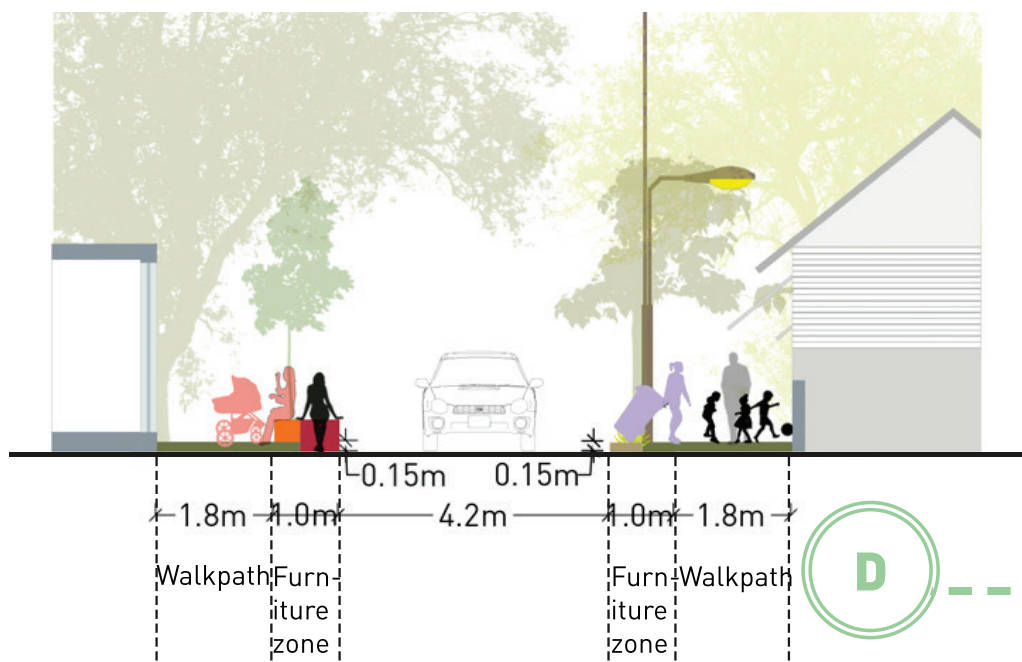 0.15m 0.15m
1.8m 1.0m 4.2m 1.0m 1.8m
Walkpath
Furn-
iture
zone
Furn-
iture
zone
Walkpath
D